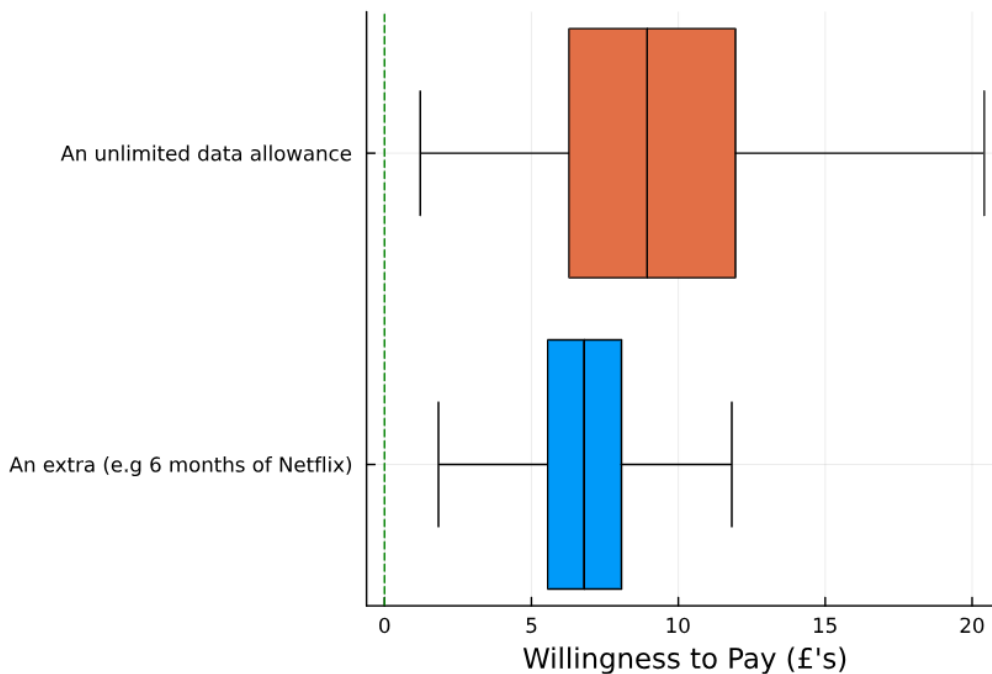 An unlimited data allowance
An extra (e.g 6 months of Netflix)
0 5 10 15 20
Willingness to Pay (£'s)